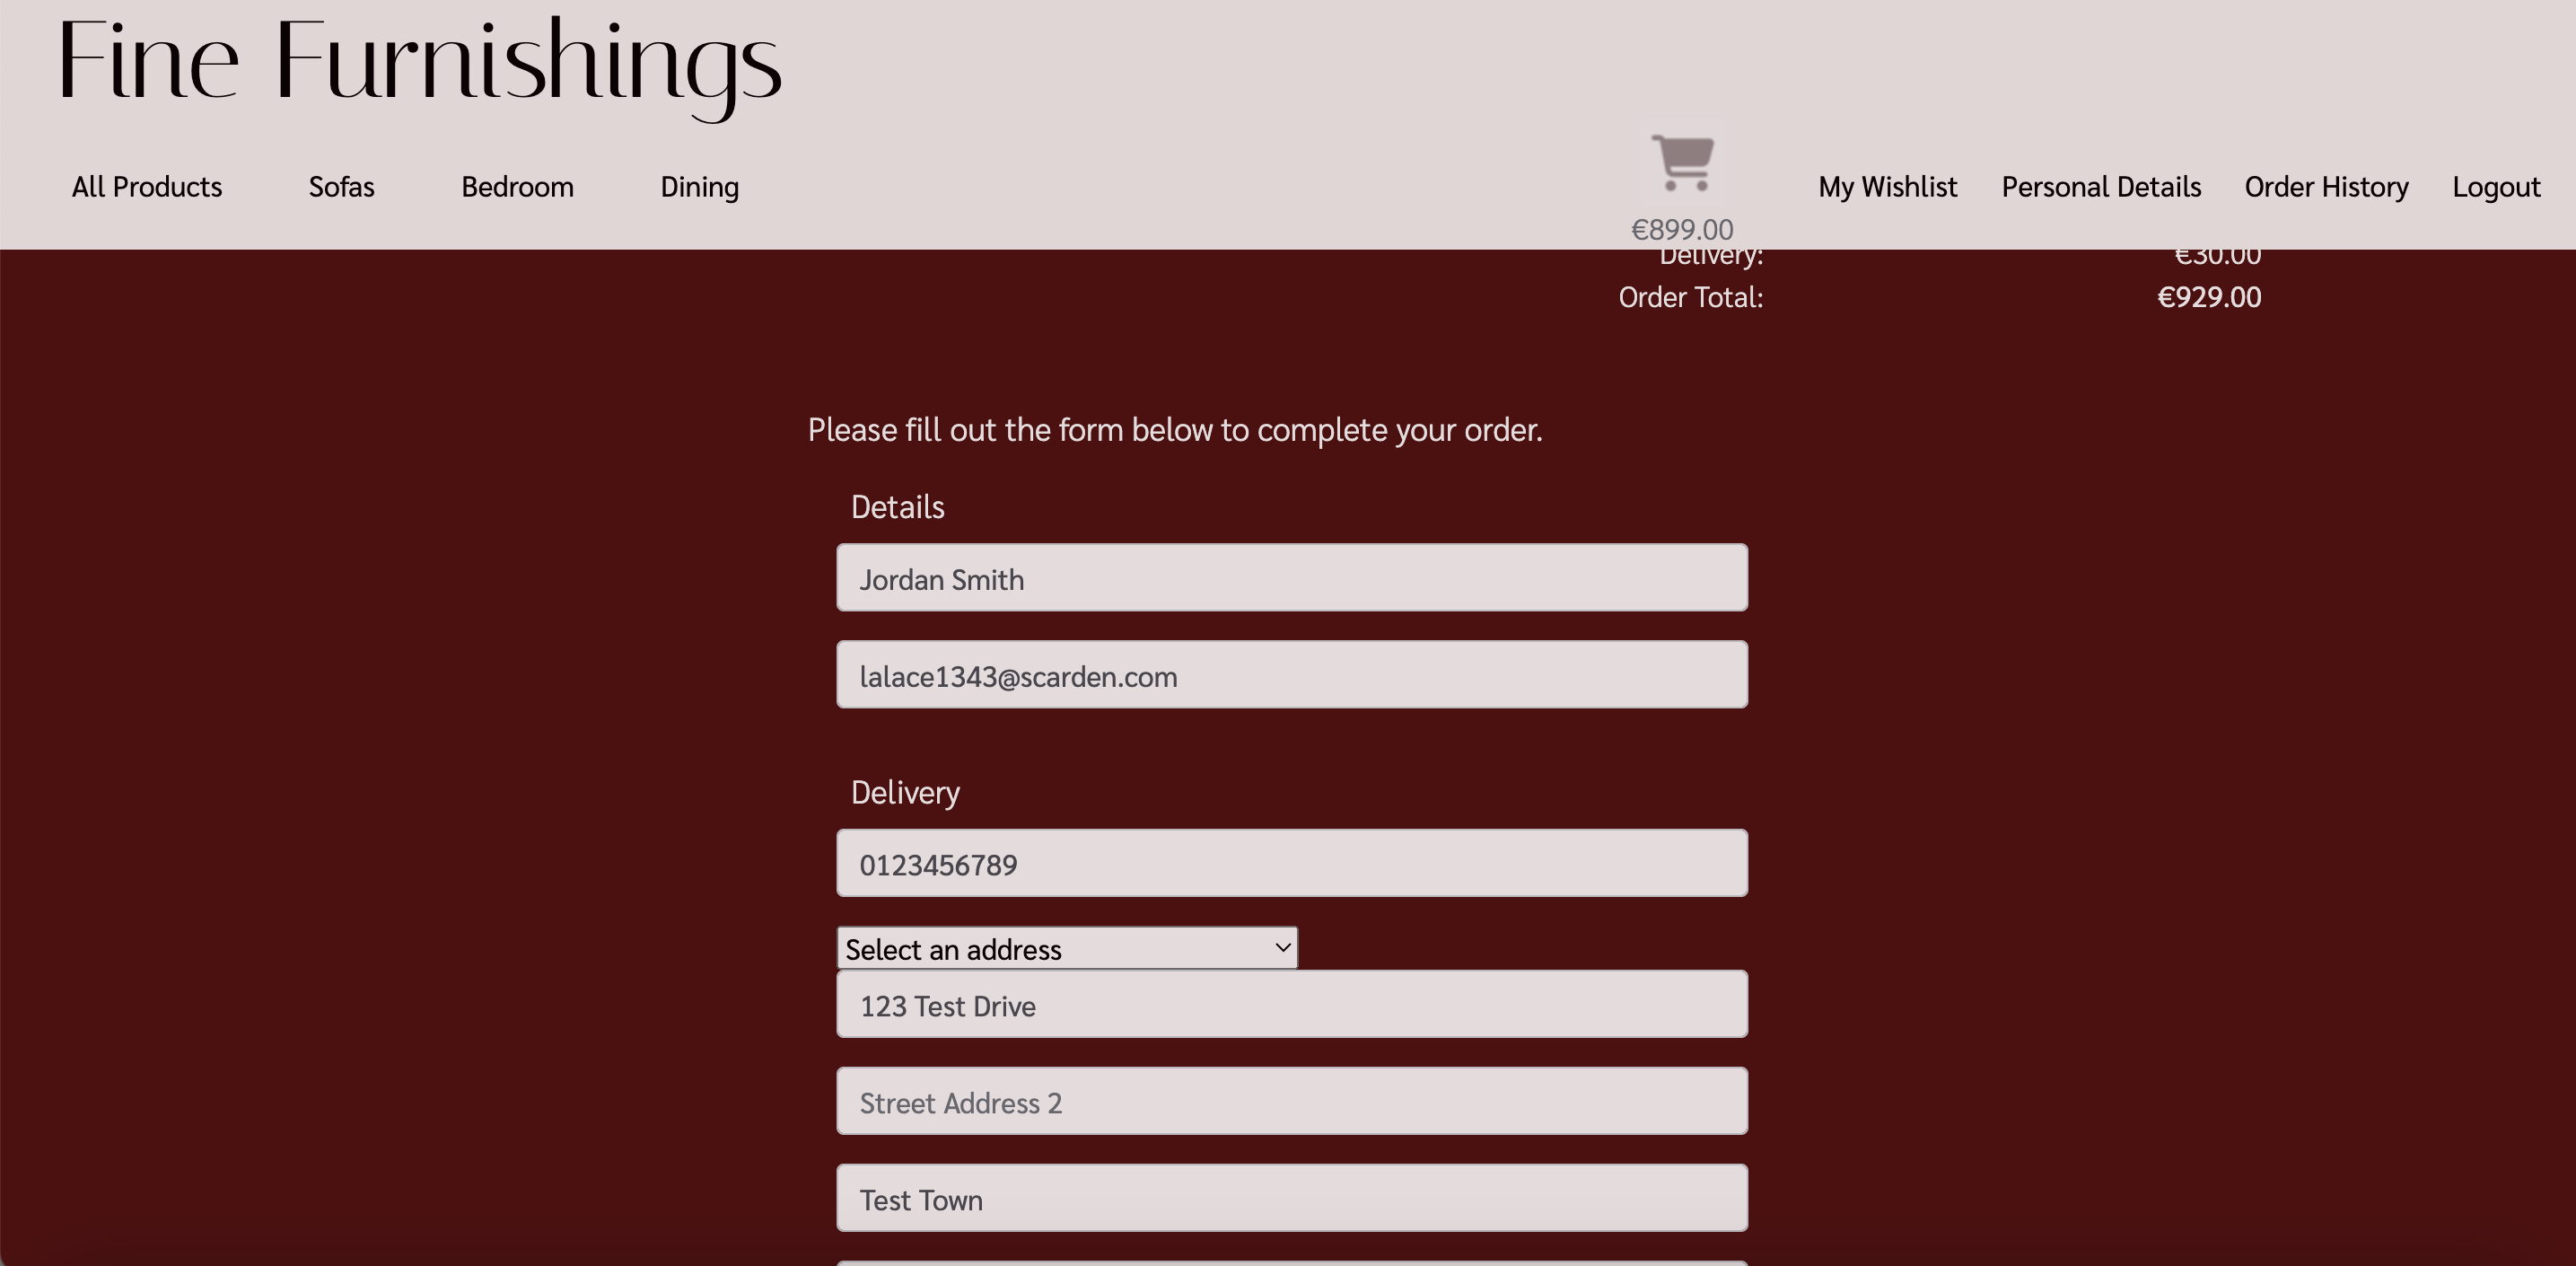 Fine Furnishings
All Products Sofas Bedroom Dining My Wishlist Personal Details Order History Logout
€899.00
Delivery: €30.00
Order Total: €929.00
Please fill out the form below to complete your order.
Details
Jordan Smith
lalace1343@scarden.com
Delivery
0123456789
Select an address
123 Test Drive
Street Address 2
Test Town